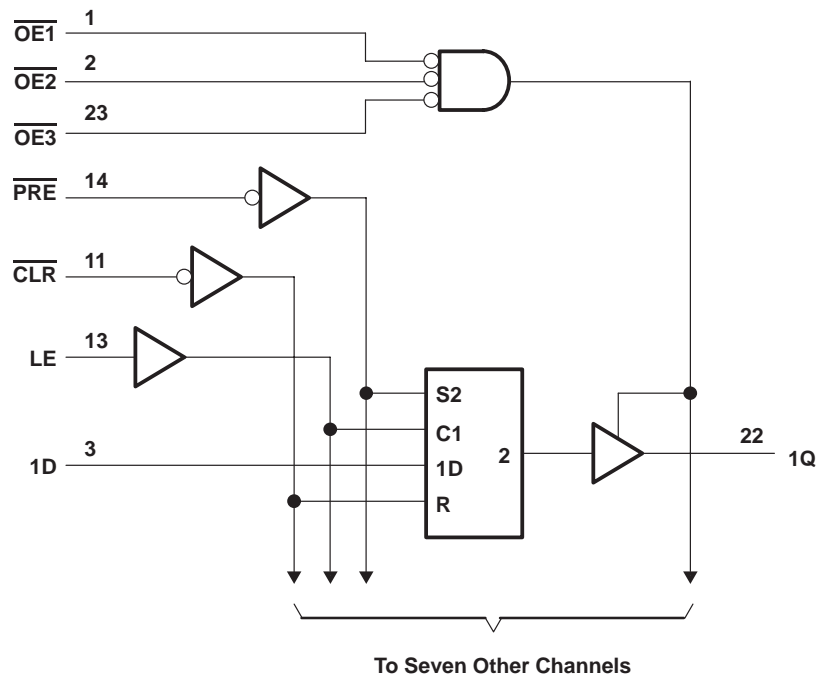 OE1
1
OE2
2
OE3
23
PRE
14
CLR
11
LE
13
1D
3
S2
C1
1D
R
2
22
1Q
To Seven Other Channels